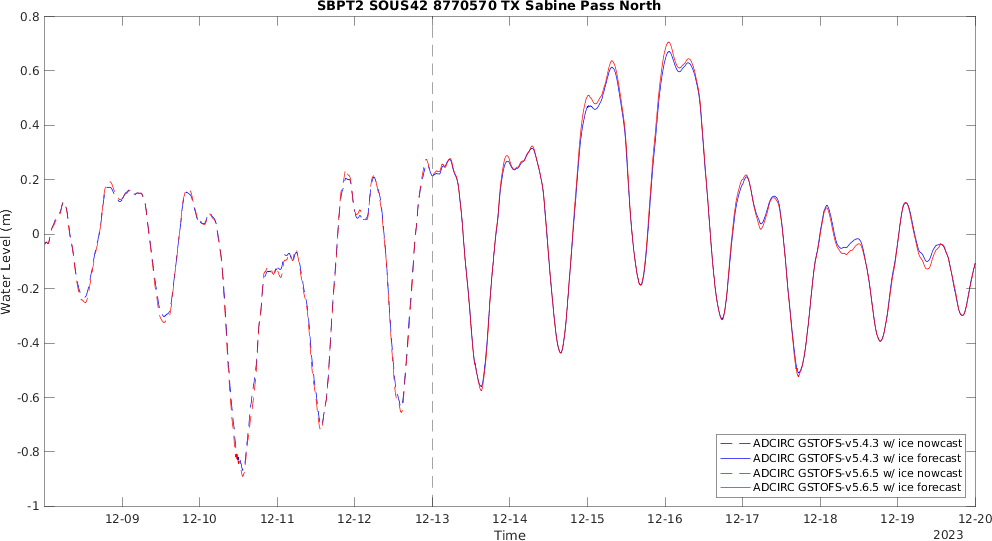 SBPT2 SOUS42 8770570 TX Sabine Pass North
Water Level (m)
0.8
0.6
0.4
0.2
0
-0.2
-0.4
-0.6
-0.8
-1
ADCIRC GSTOFS-v5.4.3 w/ ice nowcast
ADCIRC GSTOFS-v5.4.3 w/ ice forecast
ADCIRC GSTOFS-v5.6.5 w/ ice nowcast
ADCIRC GSTOFS-v5.6.5 w/ ice forecast
12-09 12-10 12-11 12-12 12-13 12-14 12-15 12-16 12-17 12-18 12-19 12-20
Time
2023